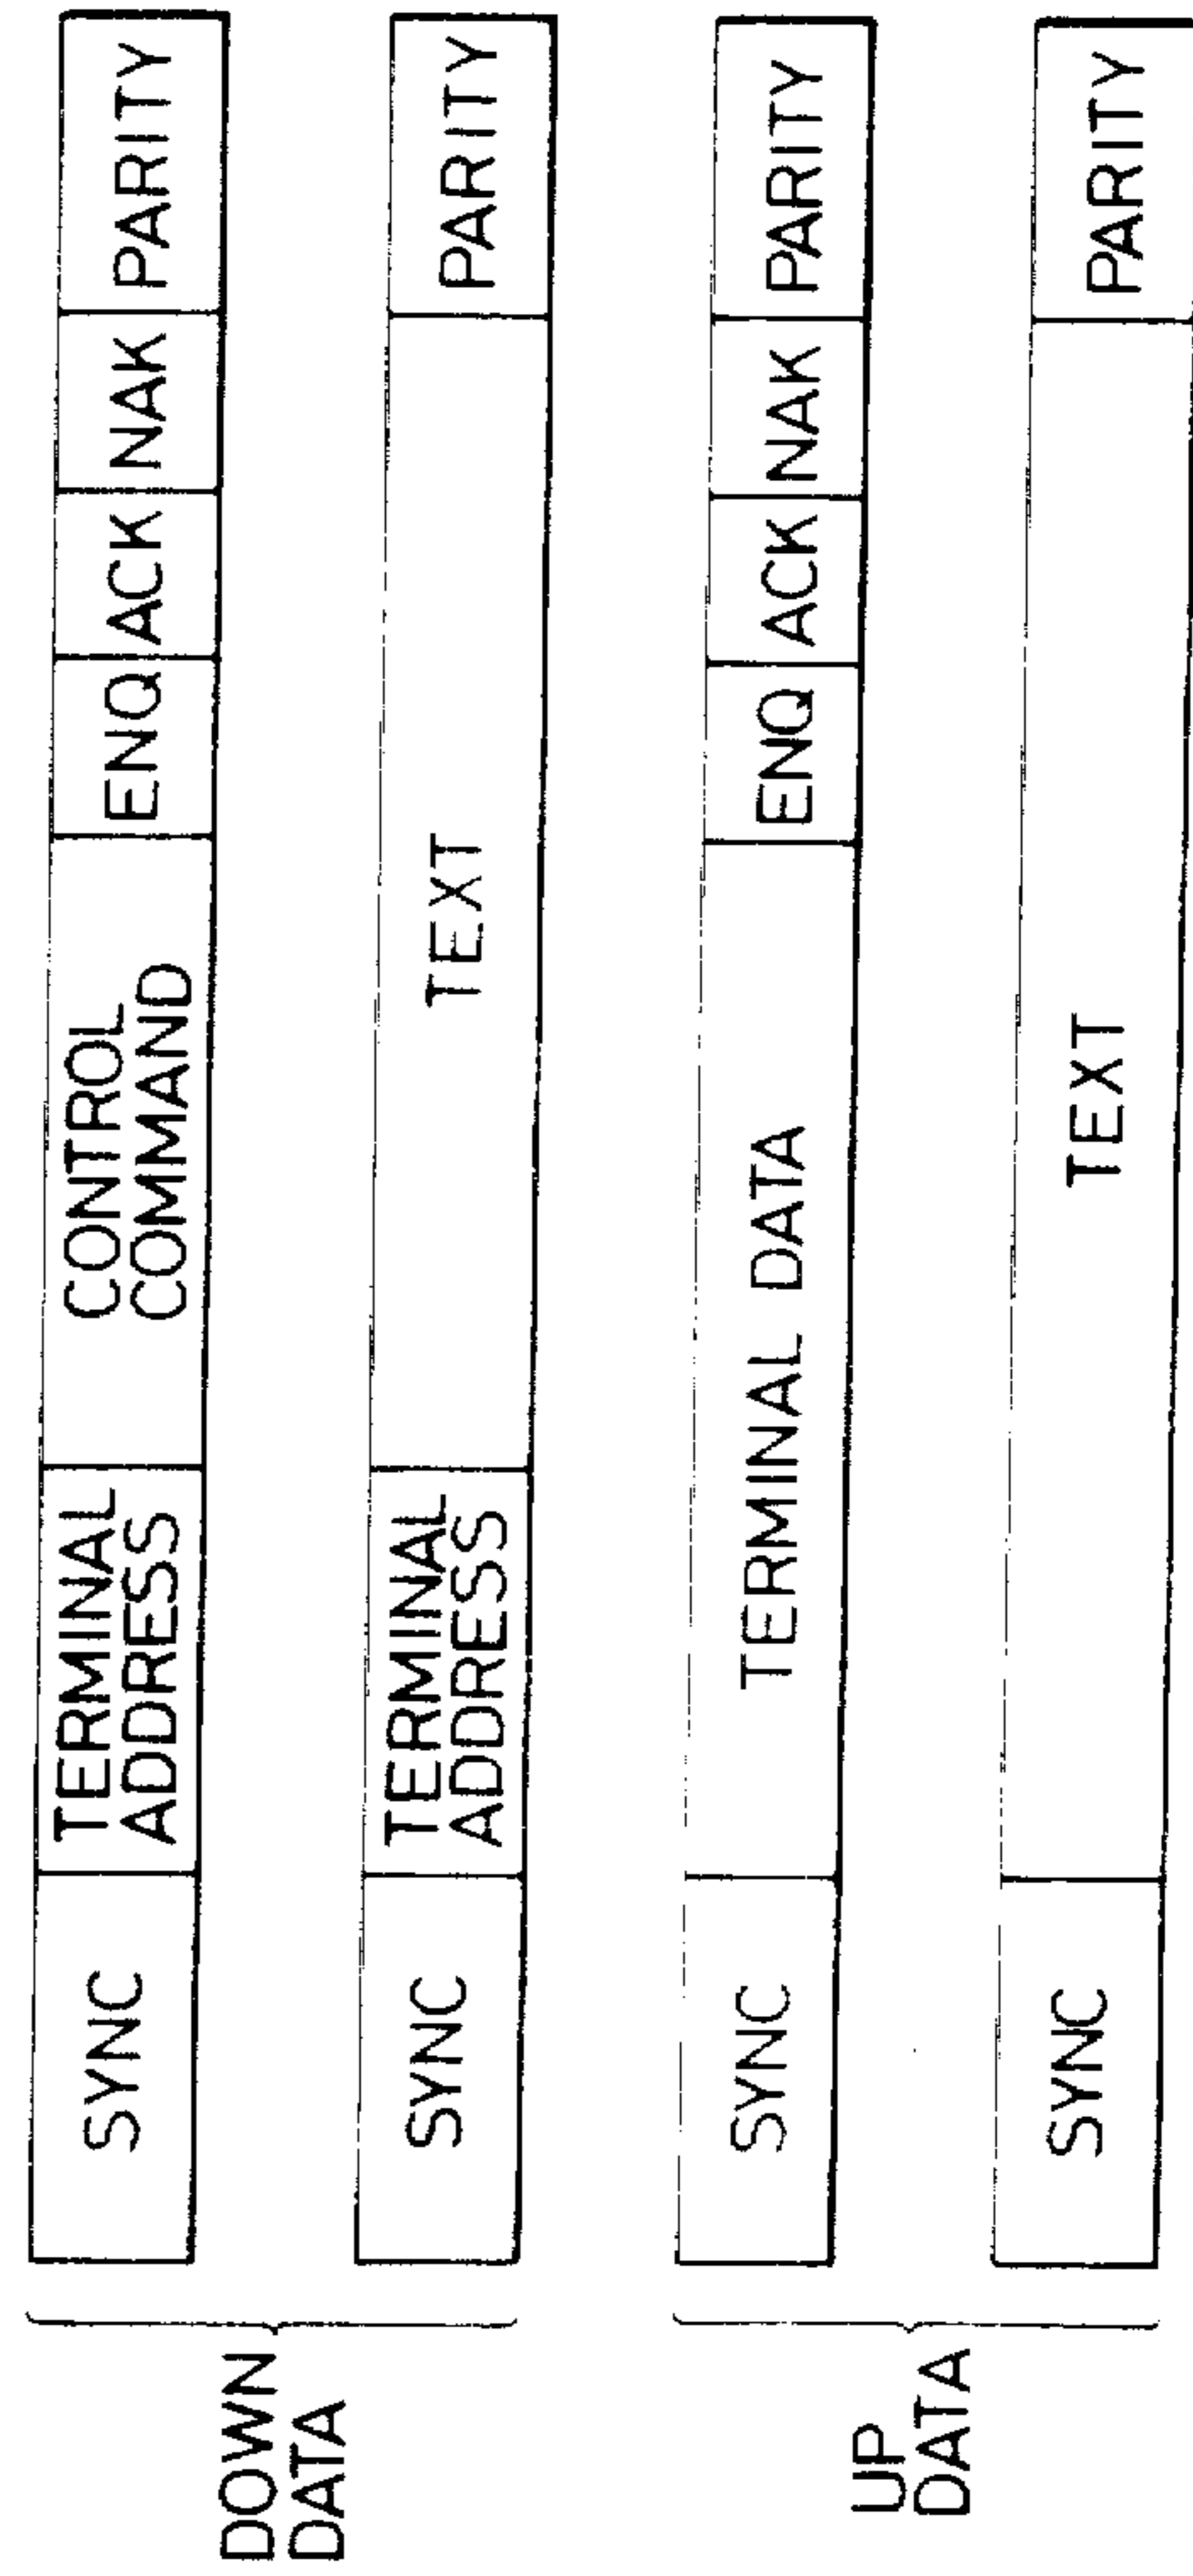 DOWN
DATA
SYNC
TERMINAL
ADDRESS
CONTROL
COMMAND
ENQ
ACK
NAK
PARITY
SYNC
TERMINAL
ADDRESS
TEXT
PARITY
UP
DATA
SYNC
TERMINAL DATA
ENQ
ACK
NAK
PARITY
SYNC
TEXT
PARITY